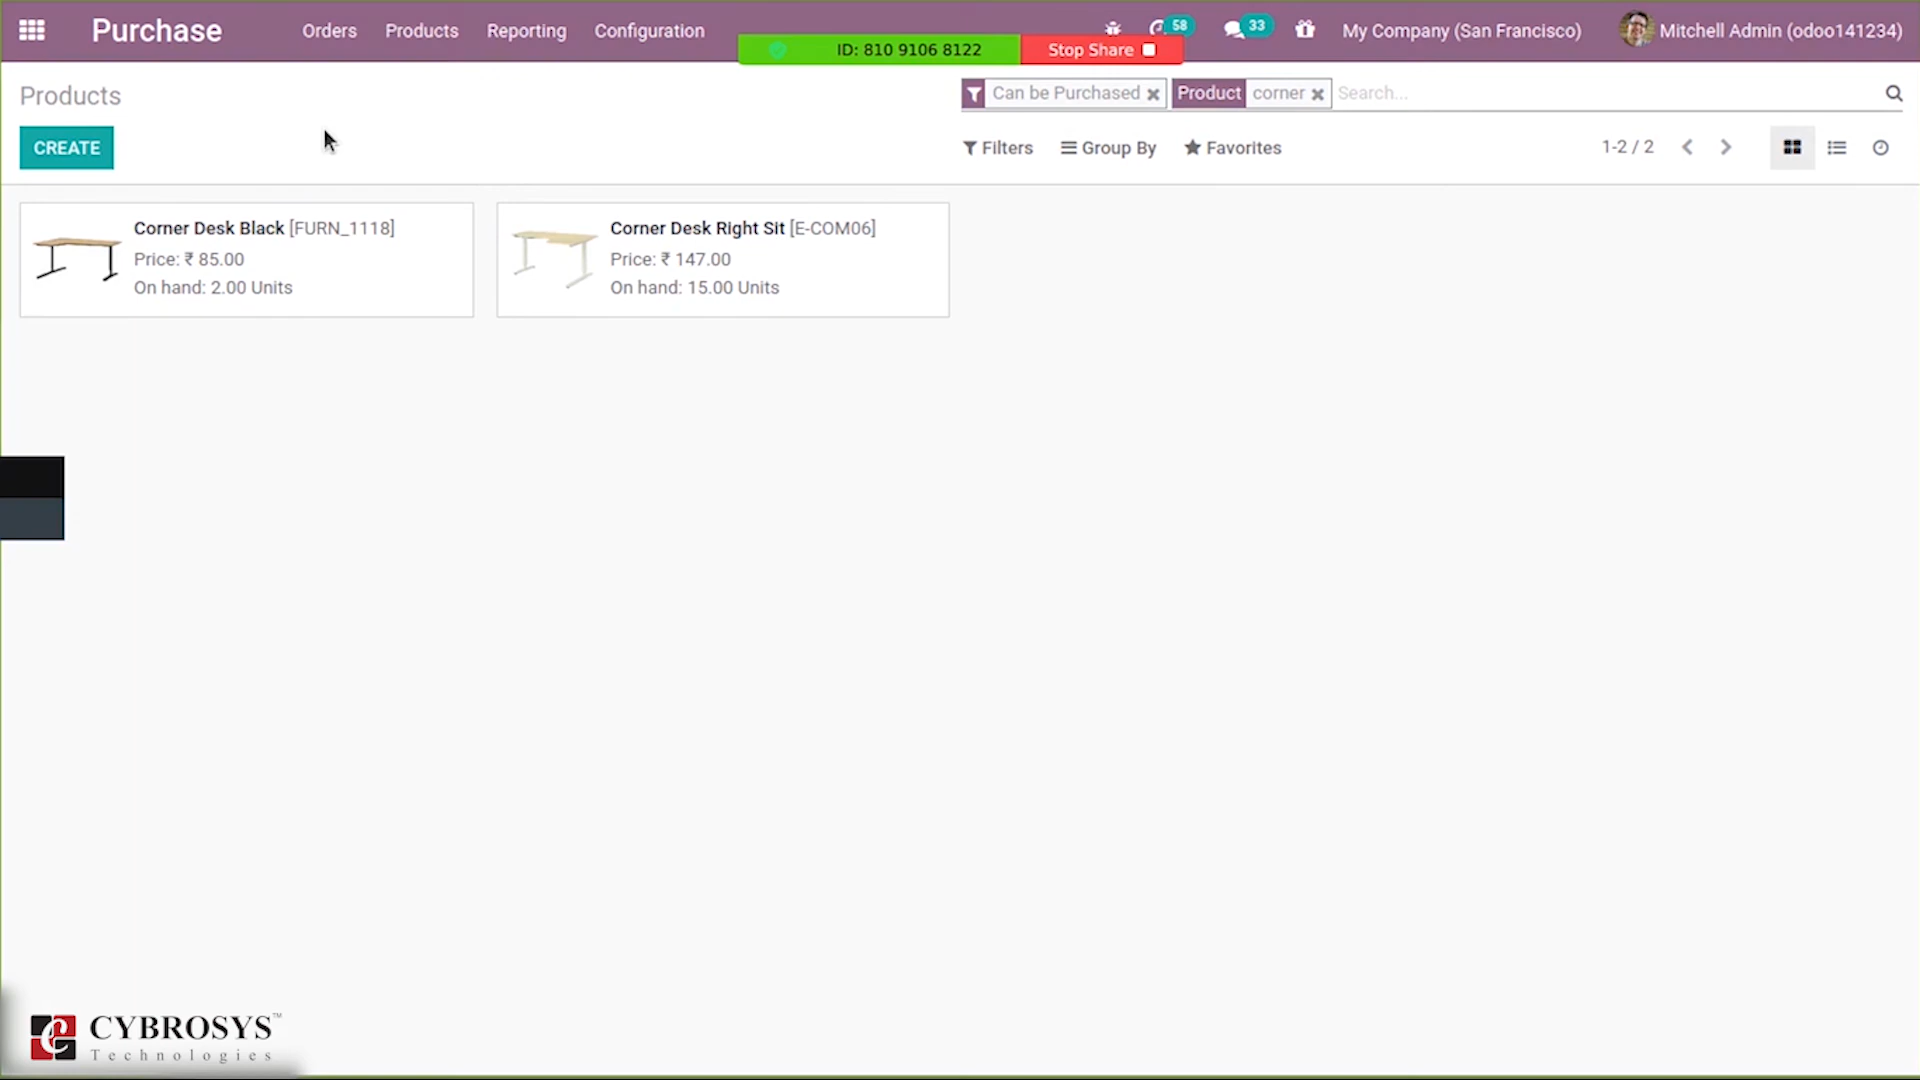 Purchase
Orders
Products
Reporting
Configuration
58
33
My Company (San Francisco)
Mitchell Admin (odoo141234)
ID: 810 9106 8122
Stop Share
Products
Can be Purchased
Product
corner
Search...
CREATE
Filters
Group By
Favorites
1-2 / 2
Corner Desk Black [FURN_1118]
Price: ₹ 85.00
On hand: 2.00 Units
Corner Desk Right Sit [E-COM06]
Price: ₹ 147.00
On hand: 15.00 Units
CYBROSYS™
Technologies